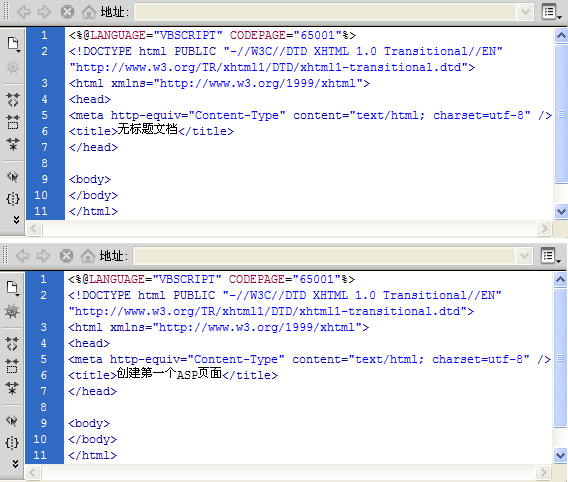 地址:
1 <%@LANGUAGE="VBSCRIPT" CODEPAGE="65001"%>
2 <!DOCTYPE html PUBLIC "-//W3C//DTD XHTML 1.0 Transitional//EN"
"http://www.w3.org/TR/xhtml1/DTD/xhtml1-transitional.dtd">
3 <html xmlns="http://www.w3.org/1999/xhtml">
4 <head>
5 <meta http-equiv="Content-Type" content="text/html; charset=utf-8" />
6 <title>无标题文档</title>
7 </head>
8
9 <body>
10 </body>
11 </html>
地址:
1 <%@LANGUAGE="VBSCRIPT" CODEPAGE="65001"%>
2 <!DOCTYPE html PUBLIC "-//W3C//DTD XHTML 1.0 Transitional//EN"
"http://www.w3.org/TR/xhtml1/DTD/xhtml1-transitional.dtd">
3 <html xmlns="http://www.w3.org/1999/xhtml">
4 <head>
5 <meta http-equiv="Content-Type" content="text/html; charset=utf-8" />
6 <title>创建第一个ASP页面</title>
7 </head>
8
9 <body>
10 </body>
11 </html>